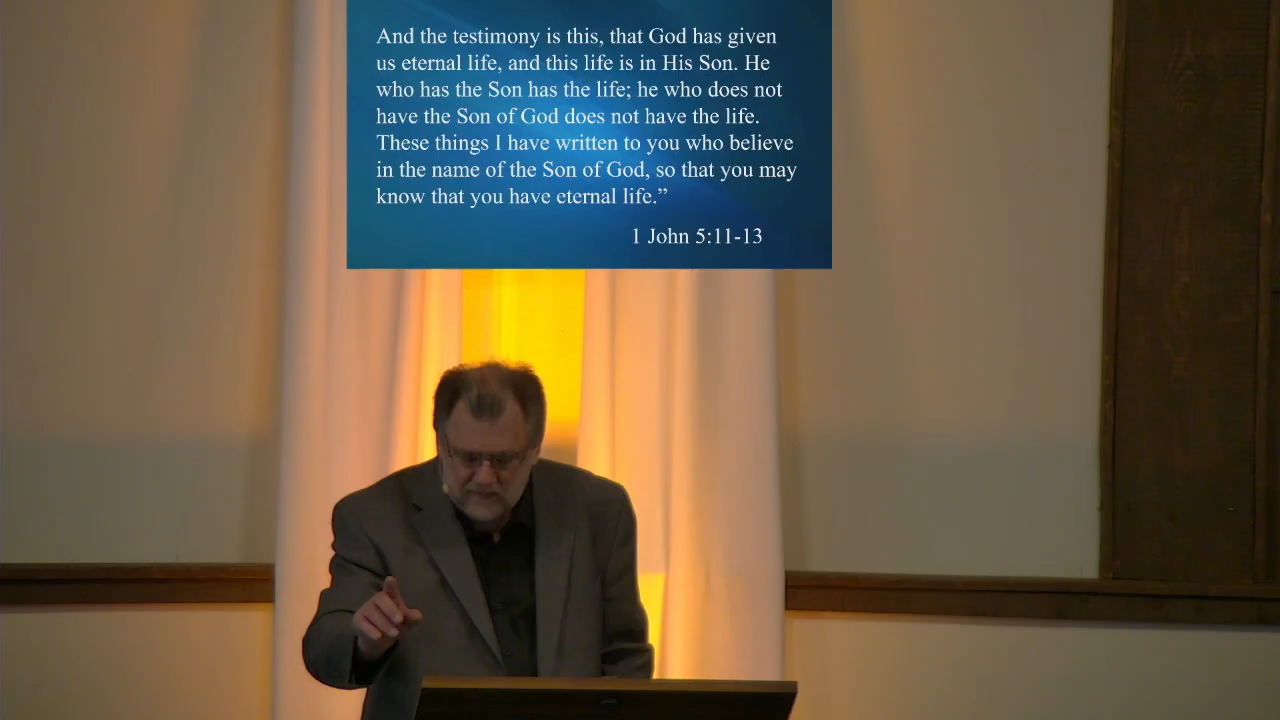 And the testimony is this, that God has given
us eternal life, and this life is in His Son. He
who has the Son has the life; he who does not
have the Son of God does not have the life.
These things I have written to you who believe
in the name of the Son of God, so that you may
know that you have eternal life.”
1 John 5:11-13